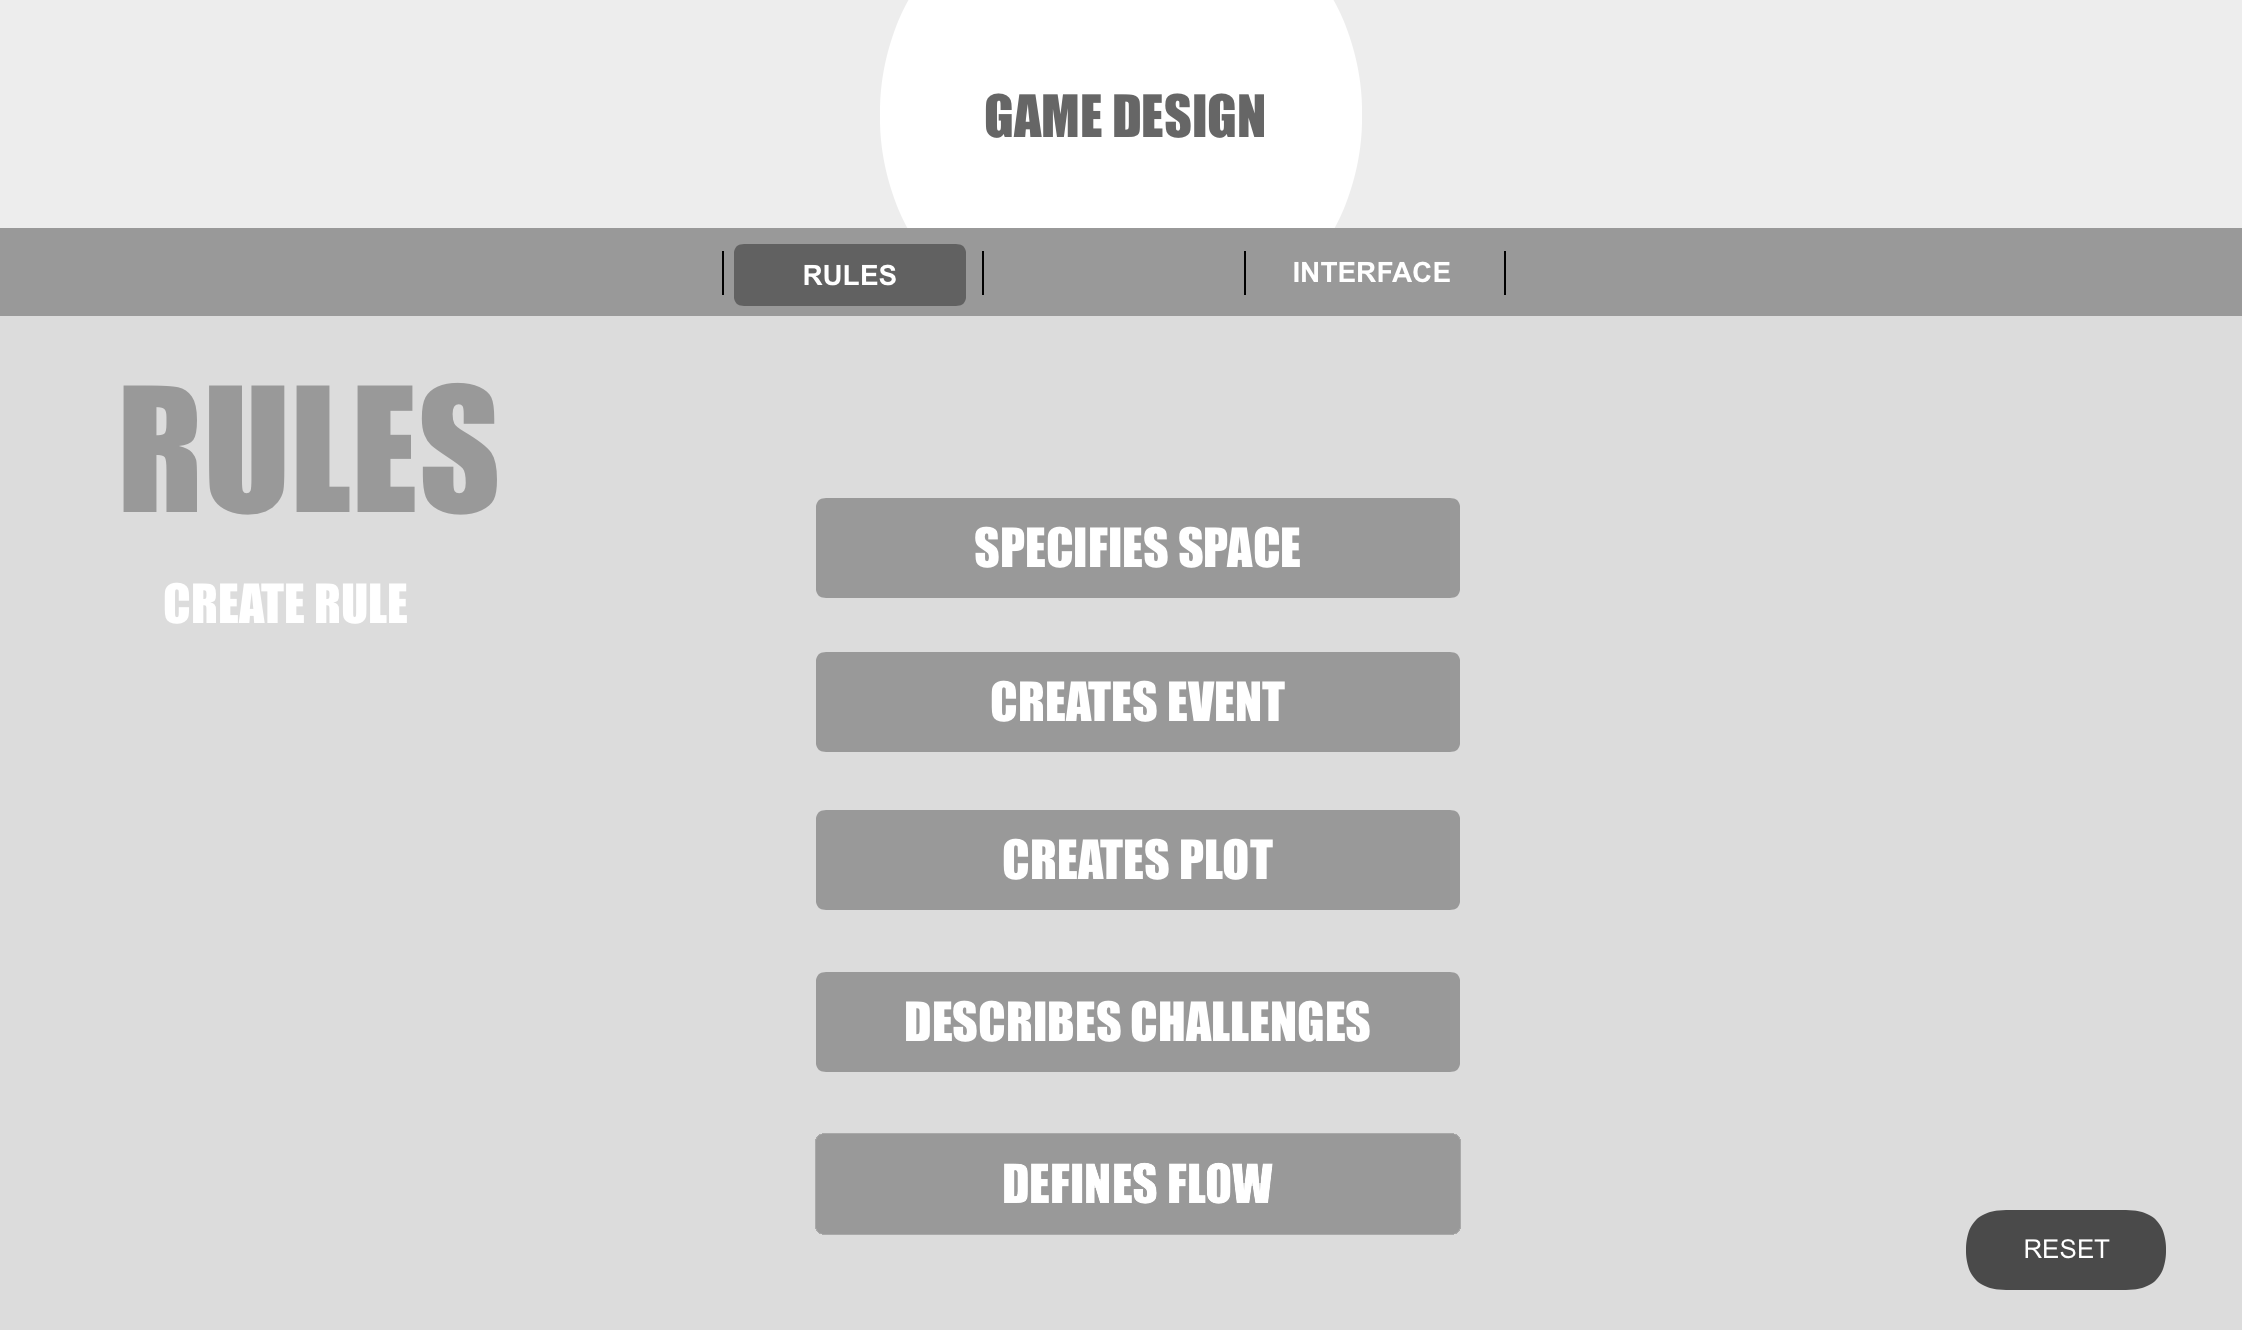 GAME DESIGN
RULES
INTERFACE
RULES
CREATE RULE
SPECIFIES SPACE
CREATES EVENT
CREATES PLOT
DESCRIBES CHALLENGES
DEFINES FLOW
RESET